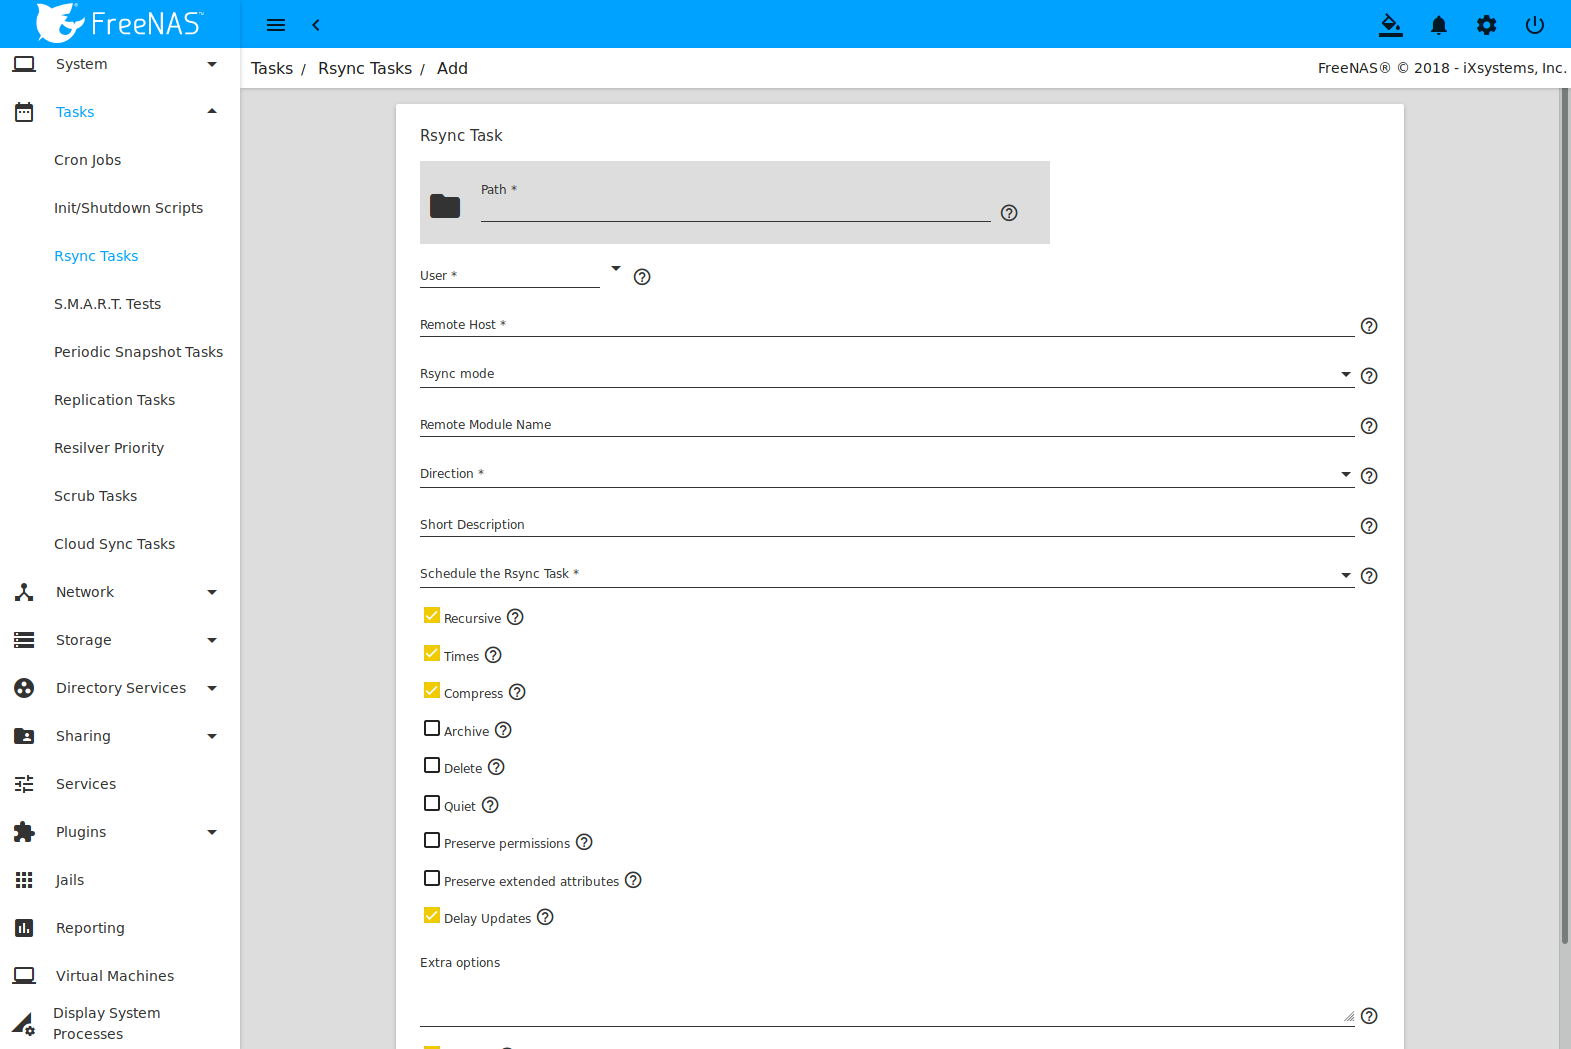 FreeNAS™
System
Tasks / Rsync Tasks / Add
FreeNAS® © 2018 - iXsystems, Inc.
Tasks
Cron Jobs
Init/Shutdown Scripts
Rsync Tasks
S.M.A.R.T. Tests
Periodic Snapshot Tasks
Replication Tasks
Resilver Priority
Scrub Tasks
Cloud Sync Tasks
Network
Storage
Directory Services
Sharing
Services
Plugins
Jails
Reporting
Virtual Machines
Display System
Processes
Rsync Task
Path *
User *
Remote Host *
Rsync mode
Remote Module Name
Direction *
Short Description
Schedule the Rsync Task *
Recursive
Times
Compress
Archive
Delete
Quiet
Preserve permissions
Preserve extended attributes
Delay Updates
Extra options